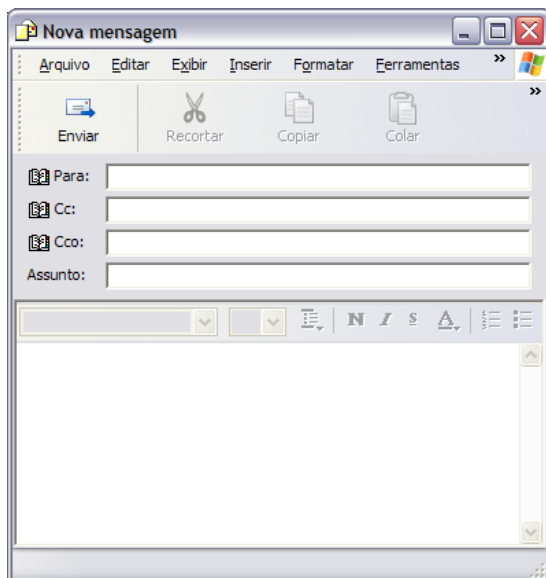 Nova mensagem
Arquivo Editar Exibir Inserir Formatar Ferramentas »
Enviar Recortar Copiar Colar »
Para:
Cc:
Cco:
Assunto:
N I S A